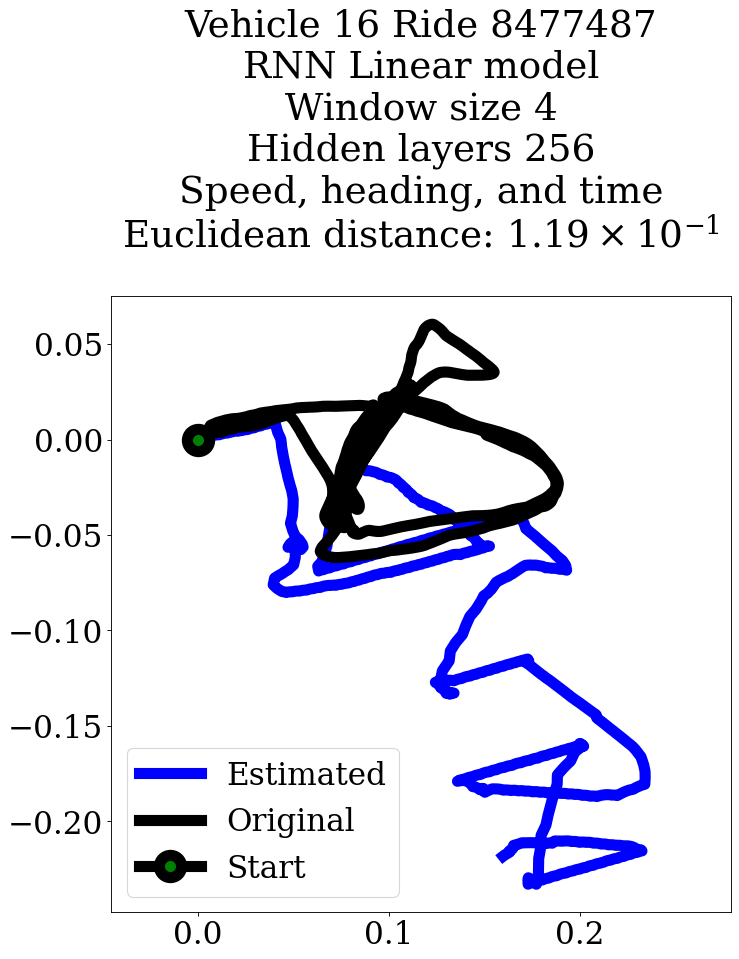 Vehicle 16 Ride 8477487
RNN Linear model
Window size 4
Hidden layers 256
Speed, heading, and time
Euclidean distance: 1.19 × 10⁻¹
0.05
0.00
−0.05
−0.10
−0.15
−0.20
Estimated
Original
Start
0.0
0.1
0.2